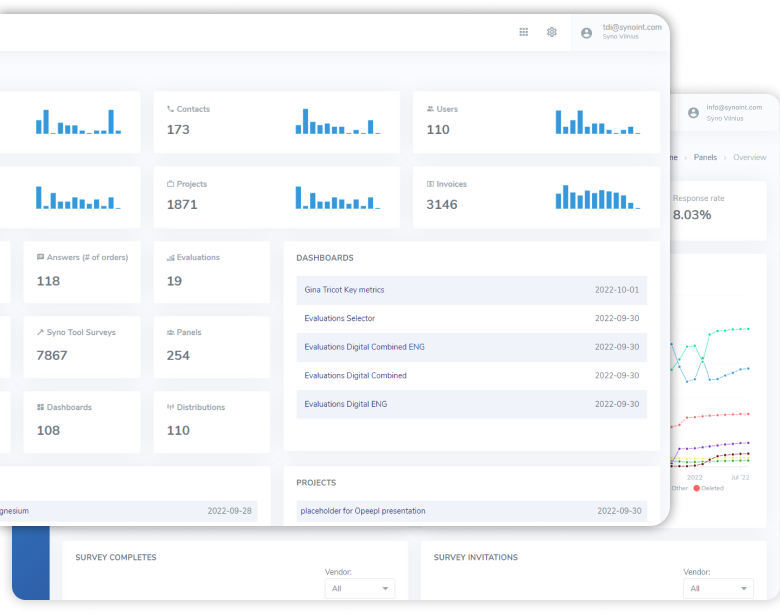 tdi@synoint.com
Syno Vilnius
info@synoint.com
Syno Vilnius
Contacts
173
Users
110
Panels › Overview
Projects
1871
Invoices
3146
Response rate
8.03%
Answers (# of orders)
118
Evaluations
19
DASHBOARDS
Gina Tricot Key metrics 2022-10-01
Evaluations Selector 2022-09-30
Evaluations Digital Combined ENG 2022-09-30
Evaluations Digital Combined 2022-09-30
Evaluations Digital ENG 2022-09-30
Syno Tool Surveys
7867
Panels
254
Dashboards
108
Distributions
110
2022 Jul '22
Other Deleted
PROJECTS
gnesium 2022-09-28
placeholder for Opeepl presentation 2022-09-30
SURVEY COMPLETES
Vendor:
All
SURVEY INVITATIONS
Vendor:
All